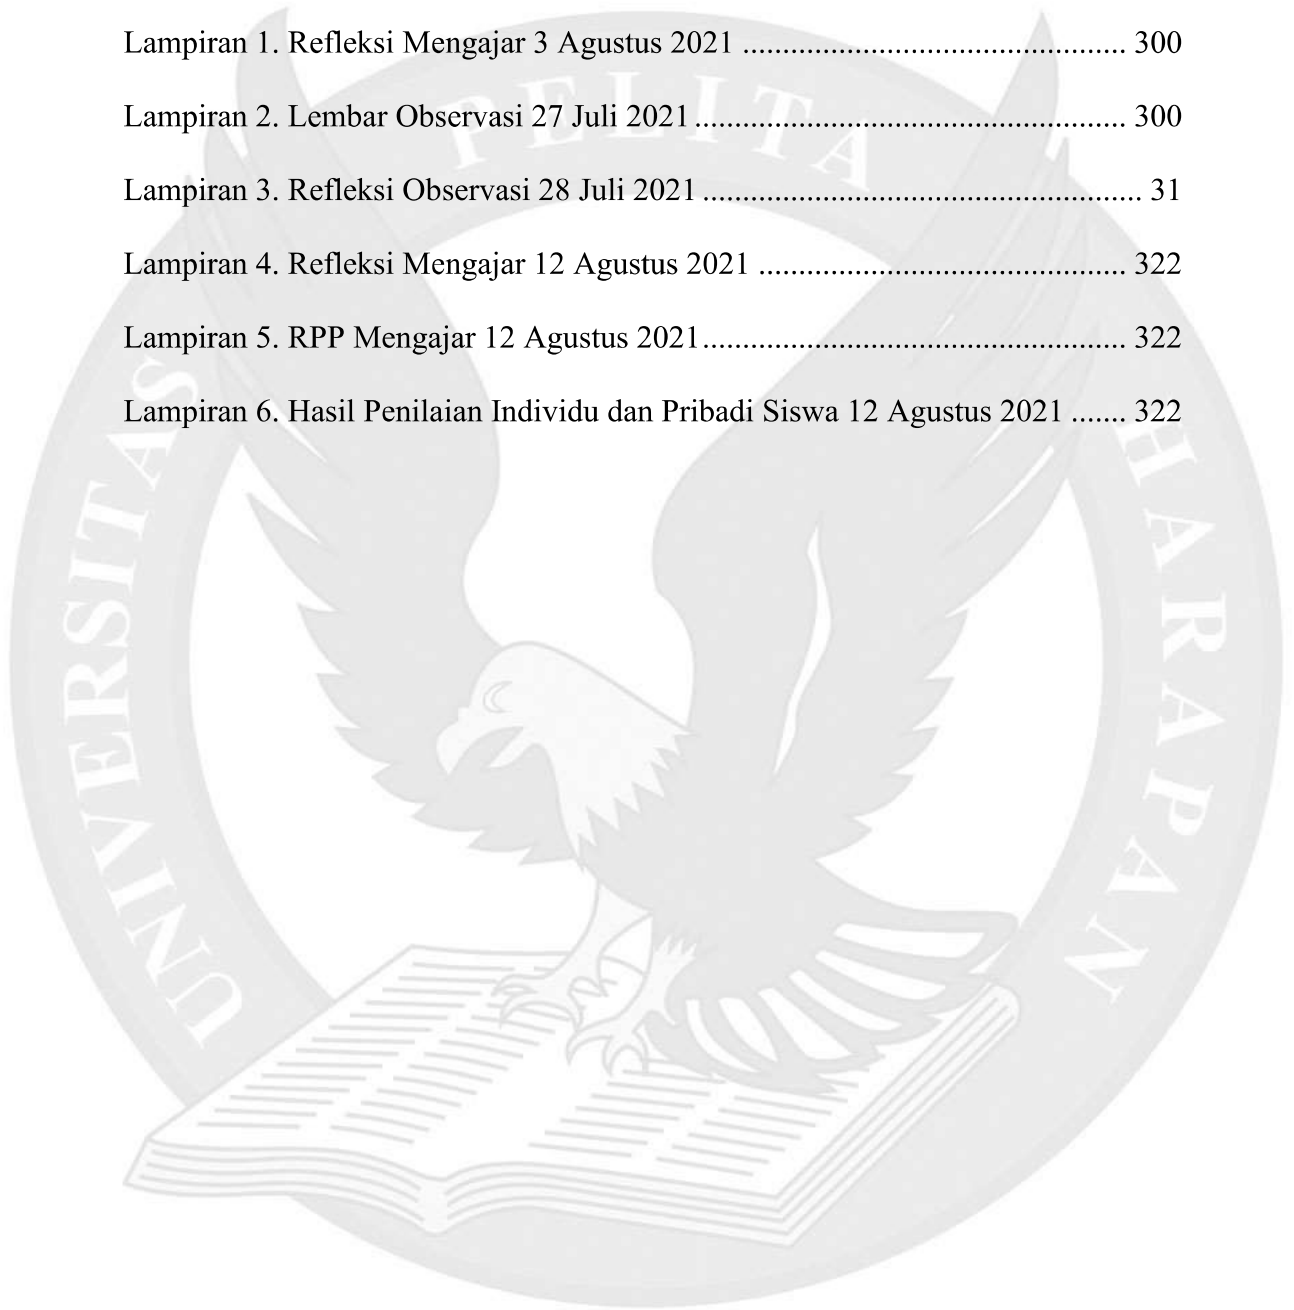 Lampiran 1. Refleksi Mengajar 3 Agustus 2021 ................................................ 300
Lampiran 2. Lembar Observasi 27 Juli 2021...................................................... 300
Lampiran 3. Refleksi Observasi 28 Juli 2021....................................................... 31
Lampiran 4. Refleksi Mengajar 12 Agustus 2021 .............................................. 322
Lampiran 5. RPP Mengajar 12 Agustus 2021..................................................... 322
Lampiran 6. Hasil Penilaian Individu dan Pribadi Siswa 12 Agustus 2021 ....... 322
UNIVERSITAS PELITA HARAPAN